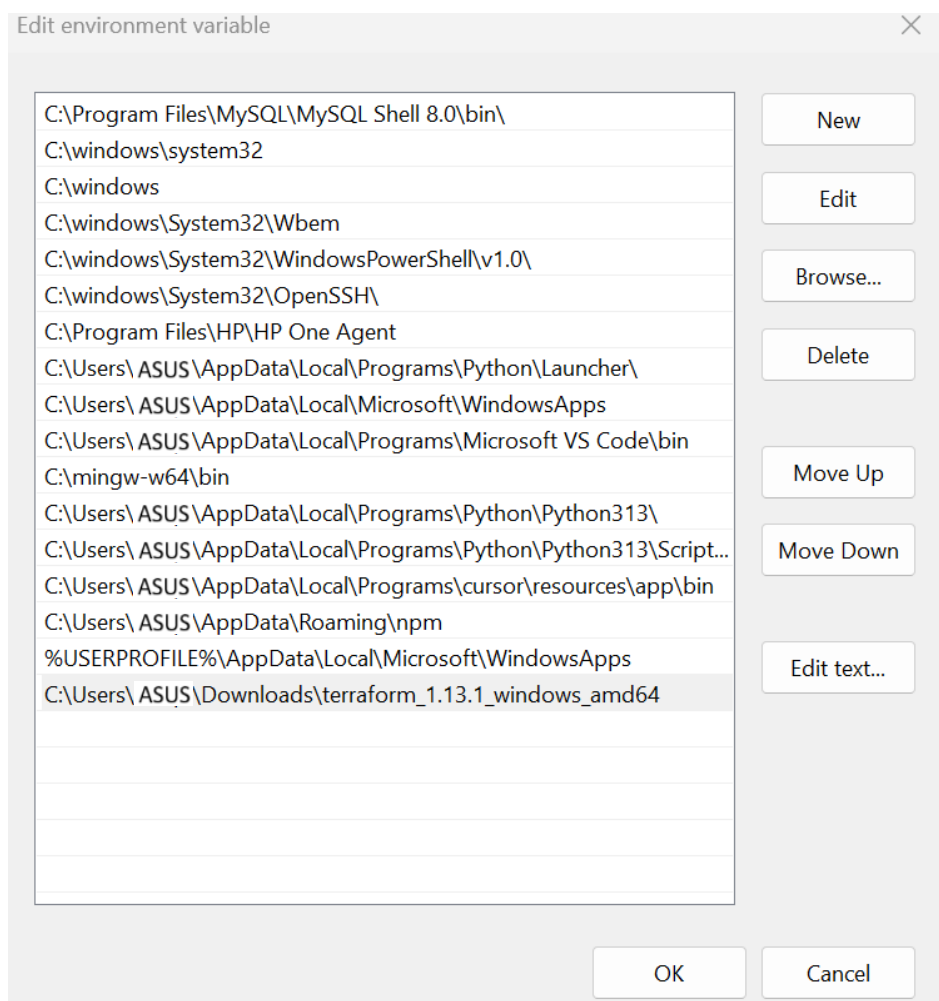 Edit environment variable
C:\Program Files\MySQL\MySQL Shell 8.0\bin\
New
C:\windows\system32
C:\windows
Edit
C:\windows\System32\Wbem
C:\windows\System32\WindowsPowerShell\v1.0\
Browse...
C:\windows\System32\OpenSSH\
C:\Program Files\HP\HP One Agent
Delete
C:\Users\ASUS\AppData\Local\Programs\Python\Launcher\
C:\Users\ASUS\AppData\Local\Microsoft\WindowsApps
C:\Users\ASUS\AppData\Local\Programs\Microsoft VS Code\bin
C:\mingw-w64\bin
Move Up
C:\Users\ASUS\AppData\Local\Programs\Python\Python313\
C:\Users\ASUS\AppData\Local\Programs\Python\Python313\Script...
Move Down
C:\Users\ASUS\AppData\Local\Programs\cursor\resources\app\bin
C:\Users\ASUS\AppData\Roaming\npm
%USERPROFILE%\AppData\Local\Microsoft\WindowsApps
Edit text...
C:\Users\ASUS\Downloads\terraform_1.13.1_windows_amd64
OK
Cancel